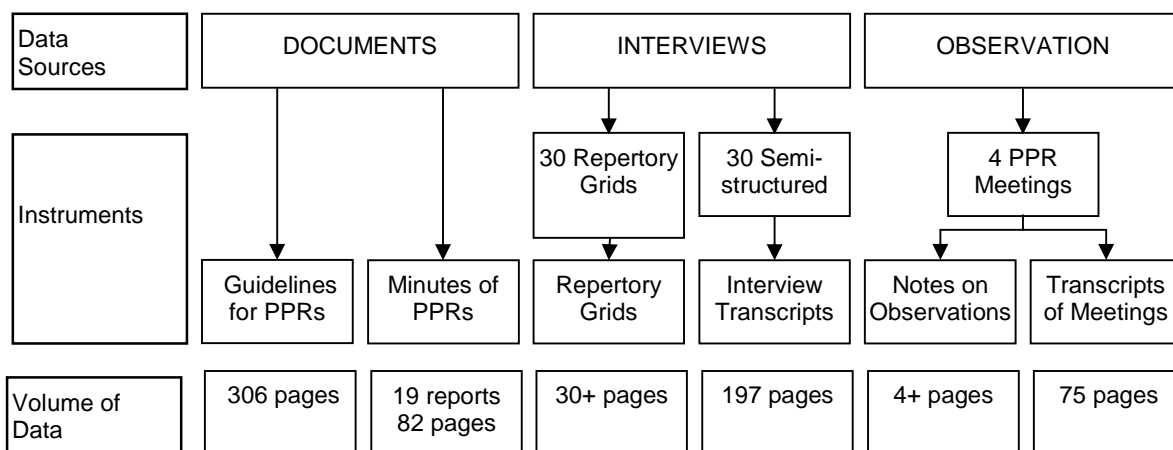 Data
Sources
DOCUMENTS
INTERVIEWS
OBSERVATION
Instruments
30 Repertory
Grids
30 Semi-
structured
4 PPR
Meetings
Guidelines
for PPRs
Minutes of
PPRs
Repertory
Grids
Interview
Transcripts
Notes on
Observations
Transcripts
of Meetings
Volume of
Data
306 pages
19 reports
82 pages
30+ pages
197 pages
4+ pages
75 pages